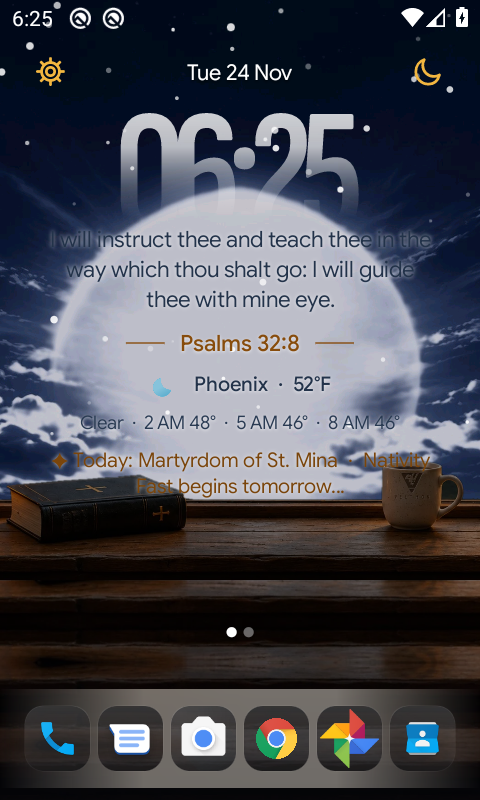 6:25
Tue 24 Nov
06:25
I will instruct thee and teach thee in the
way which thou shalt go: I will guide
thee with mine eye.
Psalms 32:8
Phoenix · 52°F
Clear · 2 AM 48° · 5 AM 46° · 8 AM 46°
◆ Today: Martyrdom of St. Mina · Nativity
Fast begins tomorrow...